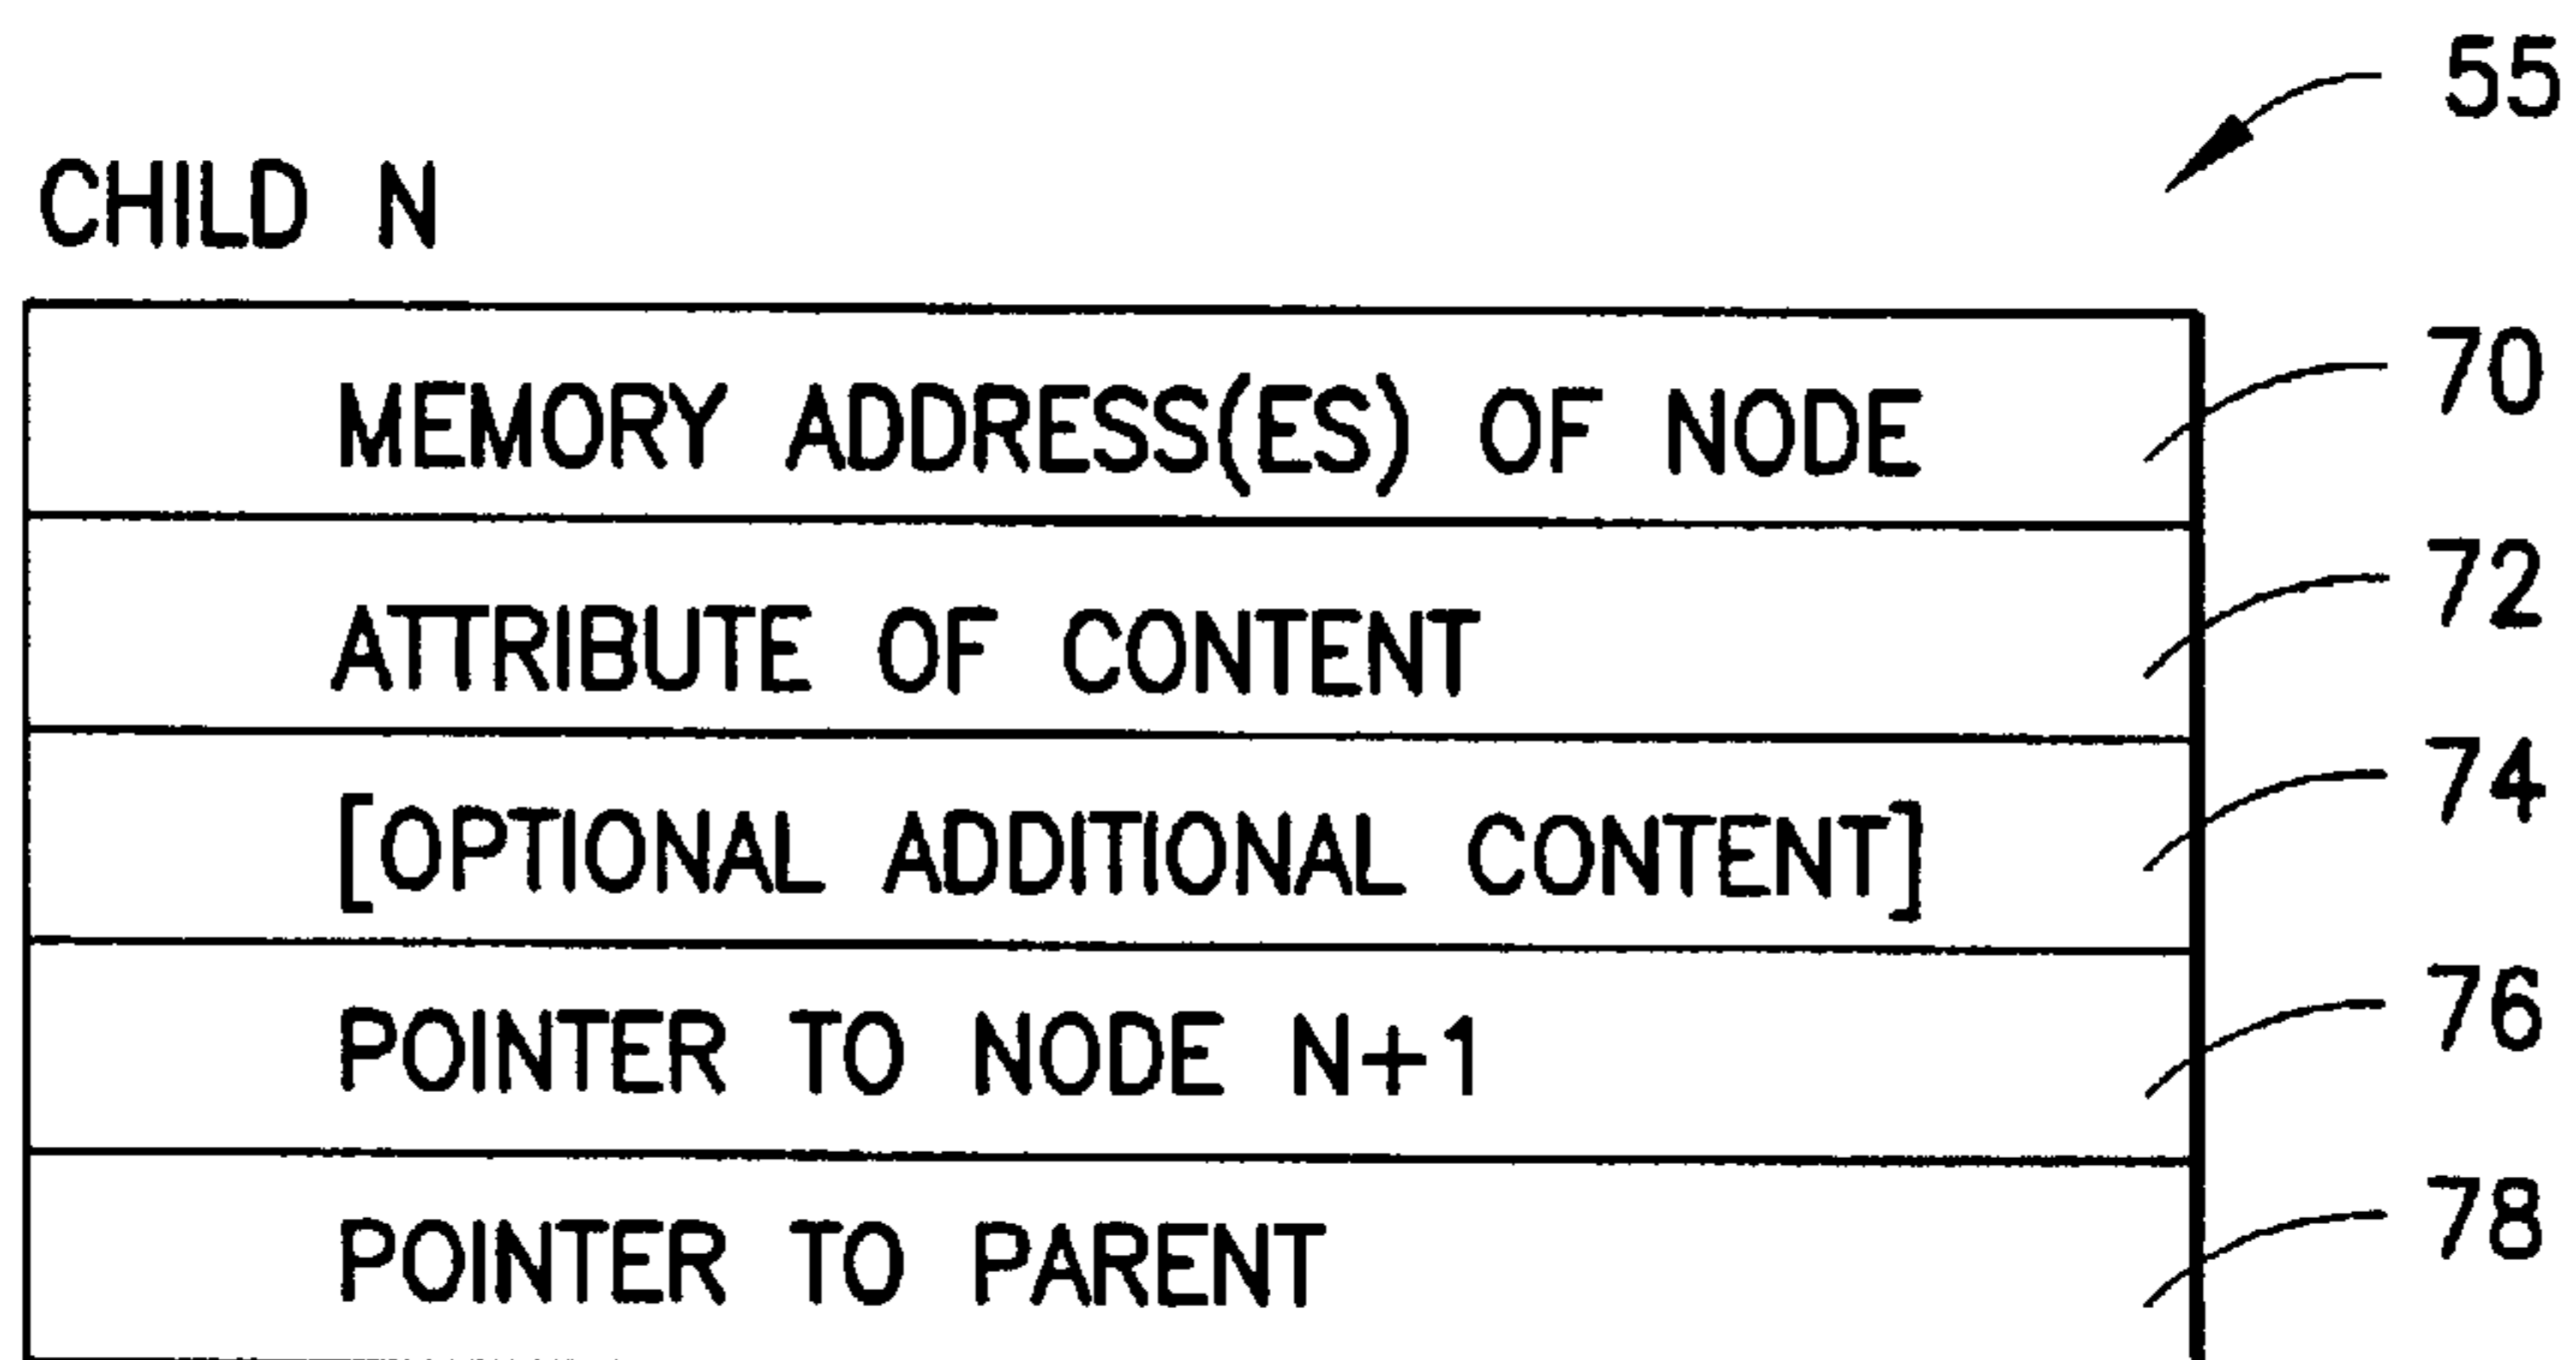 55
CHILD N
MEMORY ADDRESS(ES) OF NODE 70
ATTRIBUTE OF CONTENT 72
[OPTIONAL ADDITIONAL CONTENT] 74
POINTER TO NODE N+1 76
POINTER TO PARENT 78